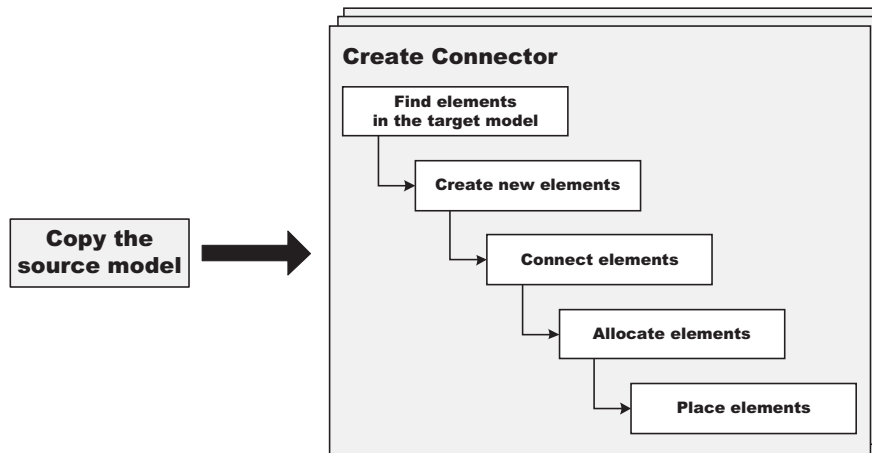 Create Connector
Find elements
in the target model
Create new elements
Copy the
source model
Connect elements
Allocate elements
Place elements